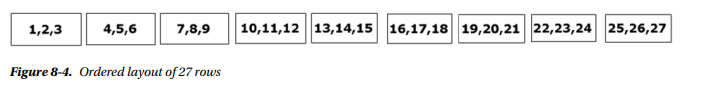 1,2,3 4,5,6 7,8,9 10,11,12 13,14,15 16,17,18 19,20,21 22,23,24 25,26,27
Figure 8-4. Ordered layout of 27 rows